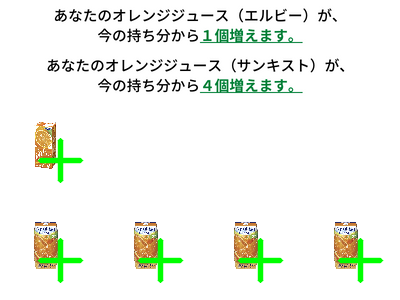 あなたのオレンジジュース（エルビー）が、
今の持ち分から１個増えます。
あなたのオレンジジュース（サンキスト）が、
今の持ち分から４個増えます。